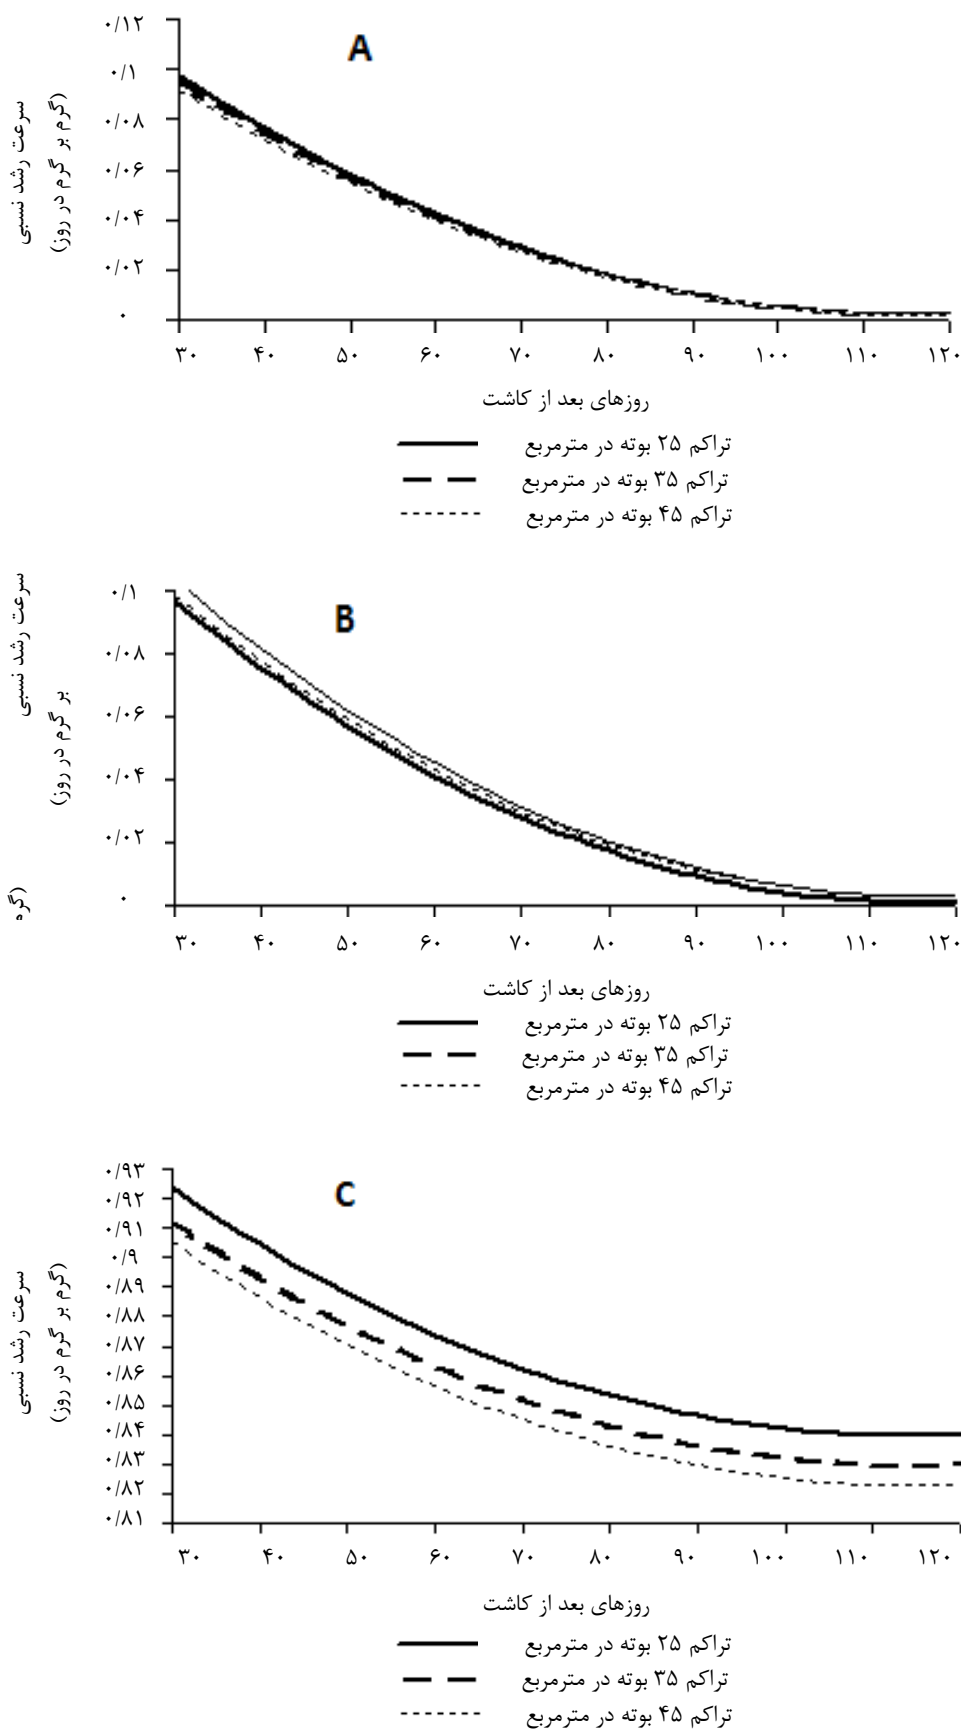 A
سرعت رشد نسبی
(گرم بر گرم در روز)
۰/۱۲
۰/۱
۰/۰۸
۰/۰۶
۰/۰۴
۰/۰۲
۰
۳۰ ۴۰ ۵۰ ۶۰ ۷۰ ۸۰ ۹۰ ۱۰۰ ۱۱۰ ۱۲۰
روزهای بعد از کاشت
تراکم ۲۵ بوته در مترمربع
تراکم ۳۵ بوته در مترمربع
تراکم ۴۵ بوته در مترمربع
B
سرعت رشد نسبی
(گرم
بر گرم در روز)
۰/۱
۰/۰۸
۰/۰۶
۰/۰۴
۰/۰۲
۰
۳۰ ۴۰ ۵۰ ۶۰ ۷۰ ۸۰ ۹۰ ۱۰۰ ۱۱۰ ۱۲۰
روزهای بعد از کاشت
تراکم ۲۵ بوته در مترمربع
تراکم ۳۵ بوته در مترمربع
تراکم ۴۵ بوته در مترمربع
C
سرعت رشد نسبی
(گرم بر گرم در روز)
۰/۹۳
۰/۹۲
۰/۹۱
۰/۹
۰/۸۹
۰/۸۸
۰/۸۷
۰/۸۶
۰/۸۵
۰/۸۴
۰/۸۳
۰/۸۲
۰/۸۱
۳۰ ۴۰ ۵۰ ۶۰ ۷۰ ۸۰ ۹۰ ۱۰۰ ۱۱۰ ۱۲۰
روزهای بعد از کاشت
تراکم ۲۵ بوته در مترمربع
تراکم ۳۵ بوته در مترمربع
تراکم ۴۵ بوته در مترمربع